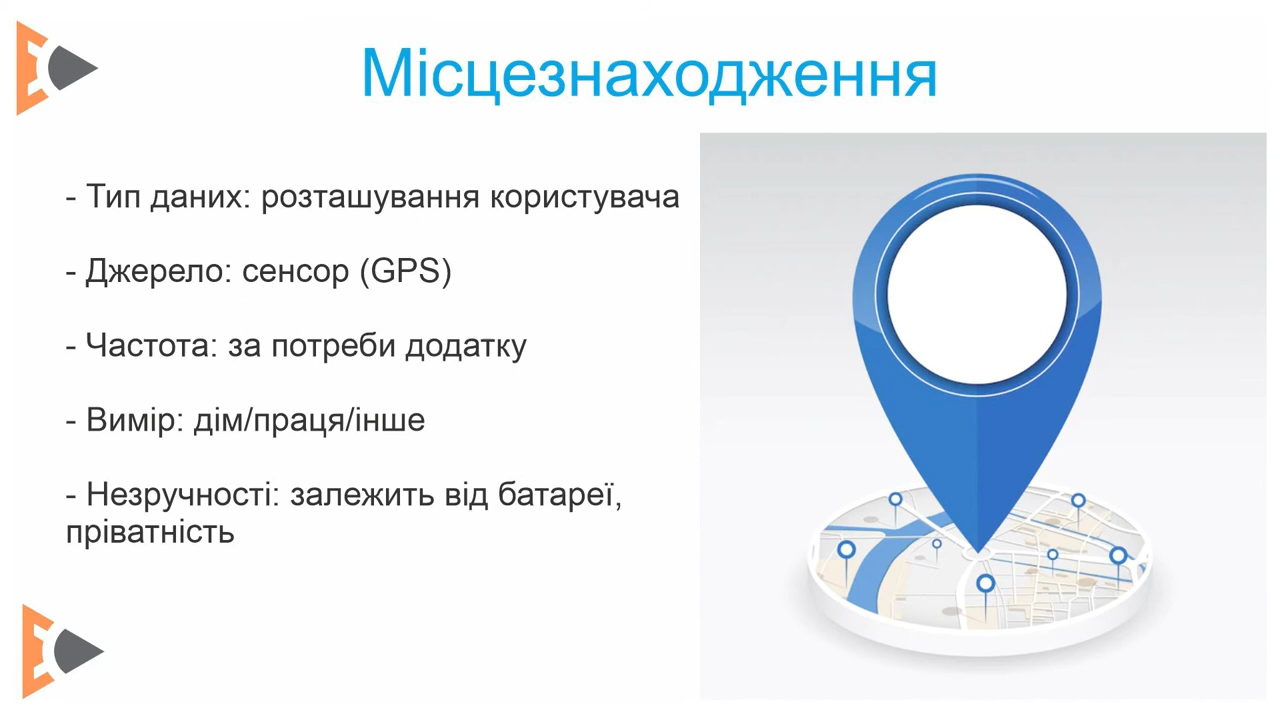 Місцезнаходження
- Тип даних: розташування користувача
- Джерело: сенсор (GPS)
- Частота: за потреби додатку
- Вимір: дім/праця/інше
- Незручності: залежить від батареї,
пріватність